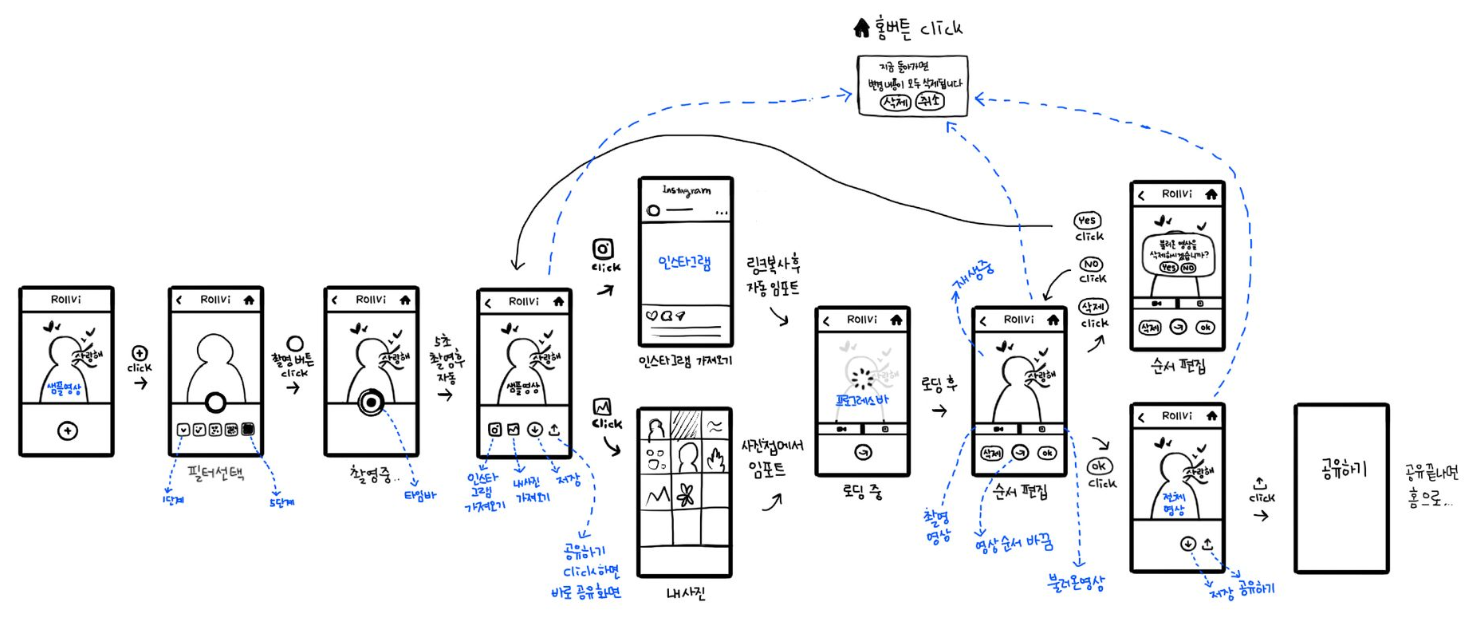 홈버튼 click
지금 돌아가면
변경내용이 모두 삭제됩니다
삭제 취소
Rollvi
사랑해
샘플영상
click
Rollvi
촬영 버튼
click
필터선택
1단계
5단계
Rollvi
사랑해
촬영중..
타임바
5초
촬영후
자동
Rollvi
사랑해
샘플영상
인스타
그램
가져오기
내사진
가져오기
저장
공유하기
click하면
바로 공유화면
click
Instagram
인스타그램
인스타그램 가져오기
click
내사진
링크복사후
자동 임포트
사진첩에서
임포트
Rollvi
사랑해
프로그레스바
로딩 중
로딩 후
재생중
Rollvi
사랑해
삭제 ok
순서 편집
촬영
영상
영상순서 바꿈
불러온영상
Yes
click
NO
click
삭제
click
Rollvi
불러온 영상을
삭제하시겠습니까?
Yes NO
삭제 ok
순서 편집
ok
click
Rollvi
사랑해
전체
영상
저장 공유하기
click
공유하기
공유끝나면
홈으로...